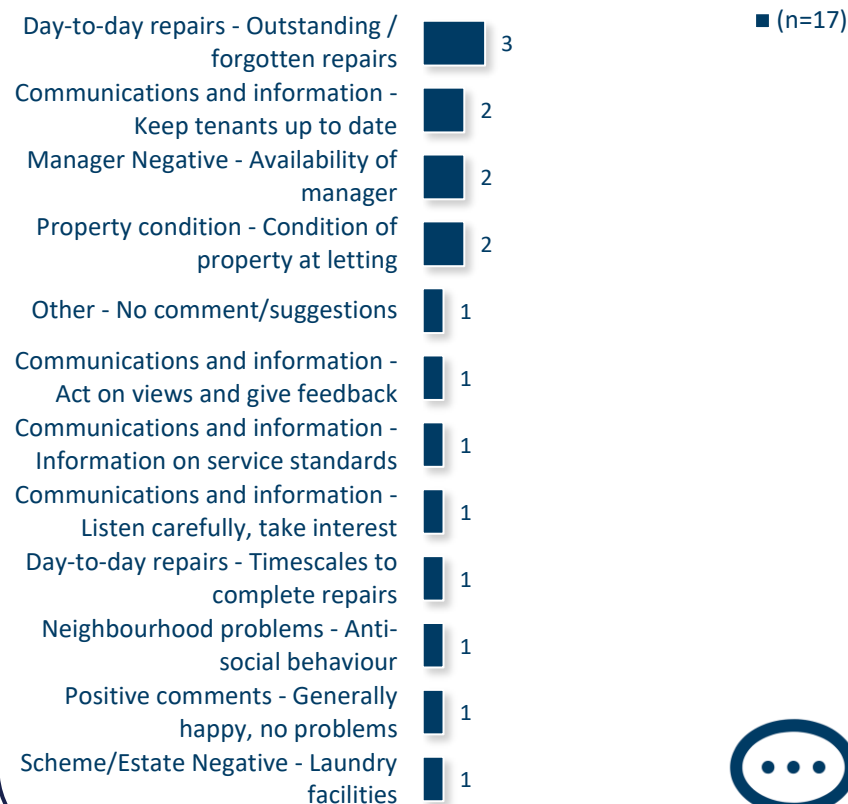 Day-to-day repairs - Outstanding /
forgotten repairs
3
(n=17)
Communications and information -
Keep tenants up to date
2
Manager Negative - Availability of
manager
2
Property condition - Condition of
property at letting
2
Other - No comment/suggestions
1
Communications and information -
Act on views and give feedback
1
Communications and information -
Information on service standards
1
Communications and information -
Listen carefully, take interest
1
Day-to-day repairs - Timescales to
complete repairs
1
Neighbourhood problems - Anti-
social behaviour
1
Positive comments - Generally
happy, no problems
1
Scheme/Estate Negative - Laundry
facilities
1